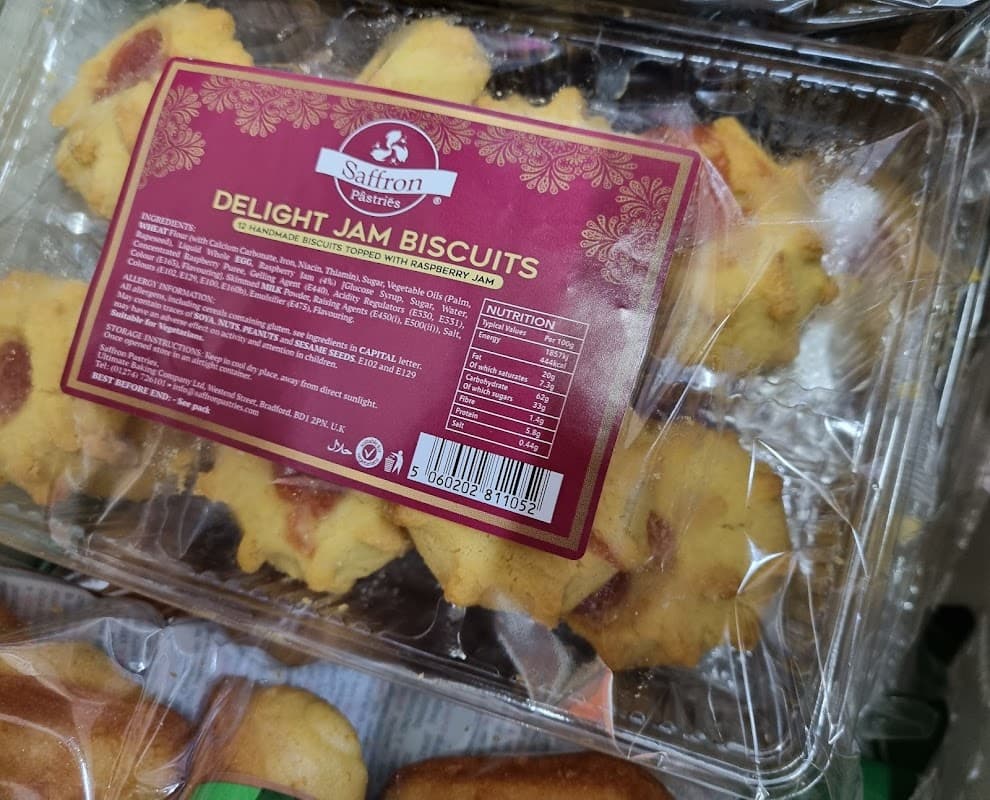 Saffron
Pâstriēs
®
DELIGHT JAM BISCUITS
12 HANDMADE BISCUITS TOPPED WITH RASPBERRY JAM
INGREDIENTS:
WHEAT Flour (with Calcium Carbonate, Iron, Niacin, Thiamin), Sugar, Vegetable Oils (Palm,
Rapeseed), Liquid Whole EGG, Raspberry Jam (4%) [Glucose Syrup, Sugar, Water,
Concentrated Raspberry Puree, Gelling Agent (E440), Acidity Regulators (E330, E331),
Colour (E163), Flavouring], Skimmed MILK Powder, Raising Agents (E450(i), E500(ii)), Salt,
Colours (E102, E129, E100, E160b), Emulsifier (E475), Flavouring.
ALLERGY INFORMATION:
All allergens, including cereals containing gluten, see ingredients in CAPITAL letter.
May contain traces of SOYA, NUTS, PEANUTS and SESAME SEEDS. E102 and E129
may have an adverse effect on activity and attention in children.
Suitable for Vegetarians.
STORAGE INSTRUCTIONS: Keep in cool dry place, away from direct sunlight.
Once opened store in an airtight container.
Saffron Pastries,
Ultimate Baking Company Ltd, Westend Street, Bradford, BD1 2PN, U.K
Tel: (01274) 726101 • info@saffronpastries.com
BEST BEFORE END: - See pack
NUTRITION
Typical Values Per 100g
Energy 1857kj
444kcal
Fat 20g
Of which saturates 7.3g
Carbohydrate 62g
Of which sugars 33g
Fibre 1.4g
Protein 5.8g
Salt 0.44g
حلال
5 060202 811052